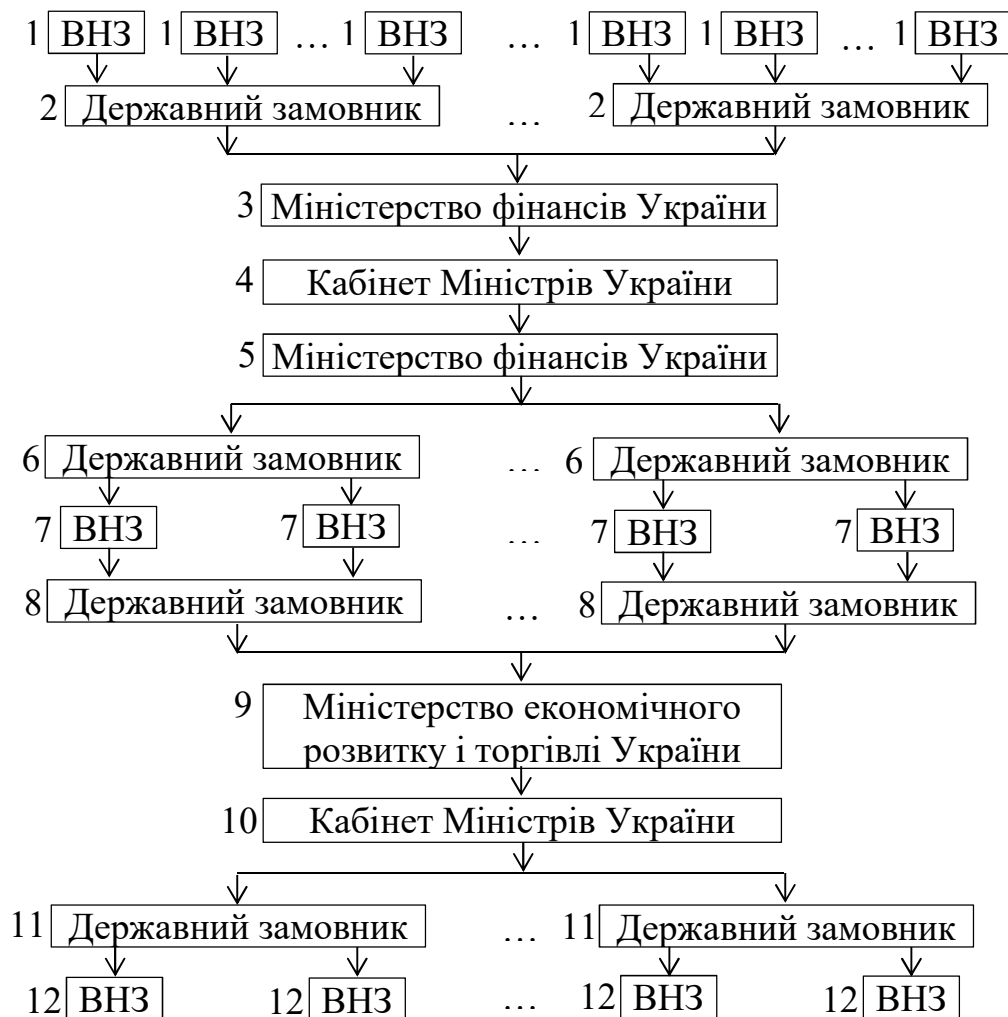 1 ВНЗ 1 ВНЗ ... 1 ВНЗ ... 1 ВНЗ 1 ВНЗ ... 1 ВНЗ
2 Державний замовник ... 2 Державний замовник
3 Міністерство фінансів України
4 Кабінет Міністрів України
5 Міністерство фінансів України
6 Державний замовник ... 6 Державний замовник
7 ВНЗ 7 ВНЗ ... 7 ВНЗ 7 ВНЗ
8 Державний замовник ... 8 Державний замовник
9 Міністерство економічного
розвитку і торгівлі України
10 Кабінет Міністрів України
11 Державний замовник ... 11 Державний замовник
12 ВНЗ 12 ВНЗ ... 12 ВНЗ 12 ВНЗ